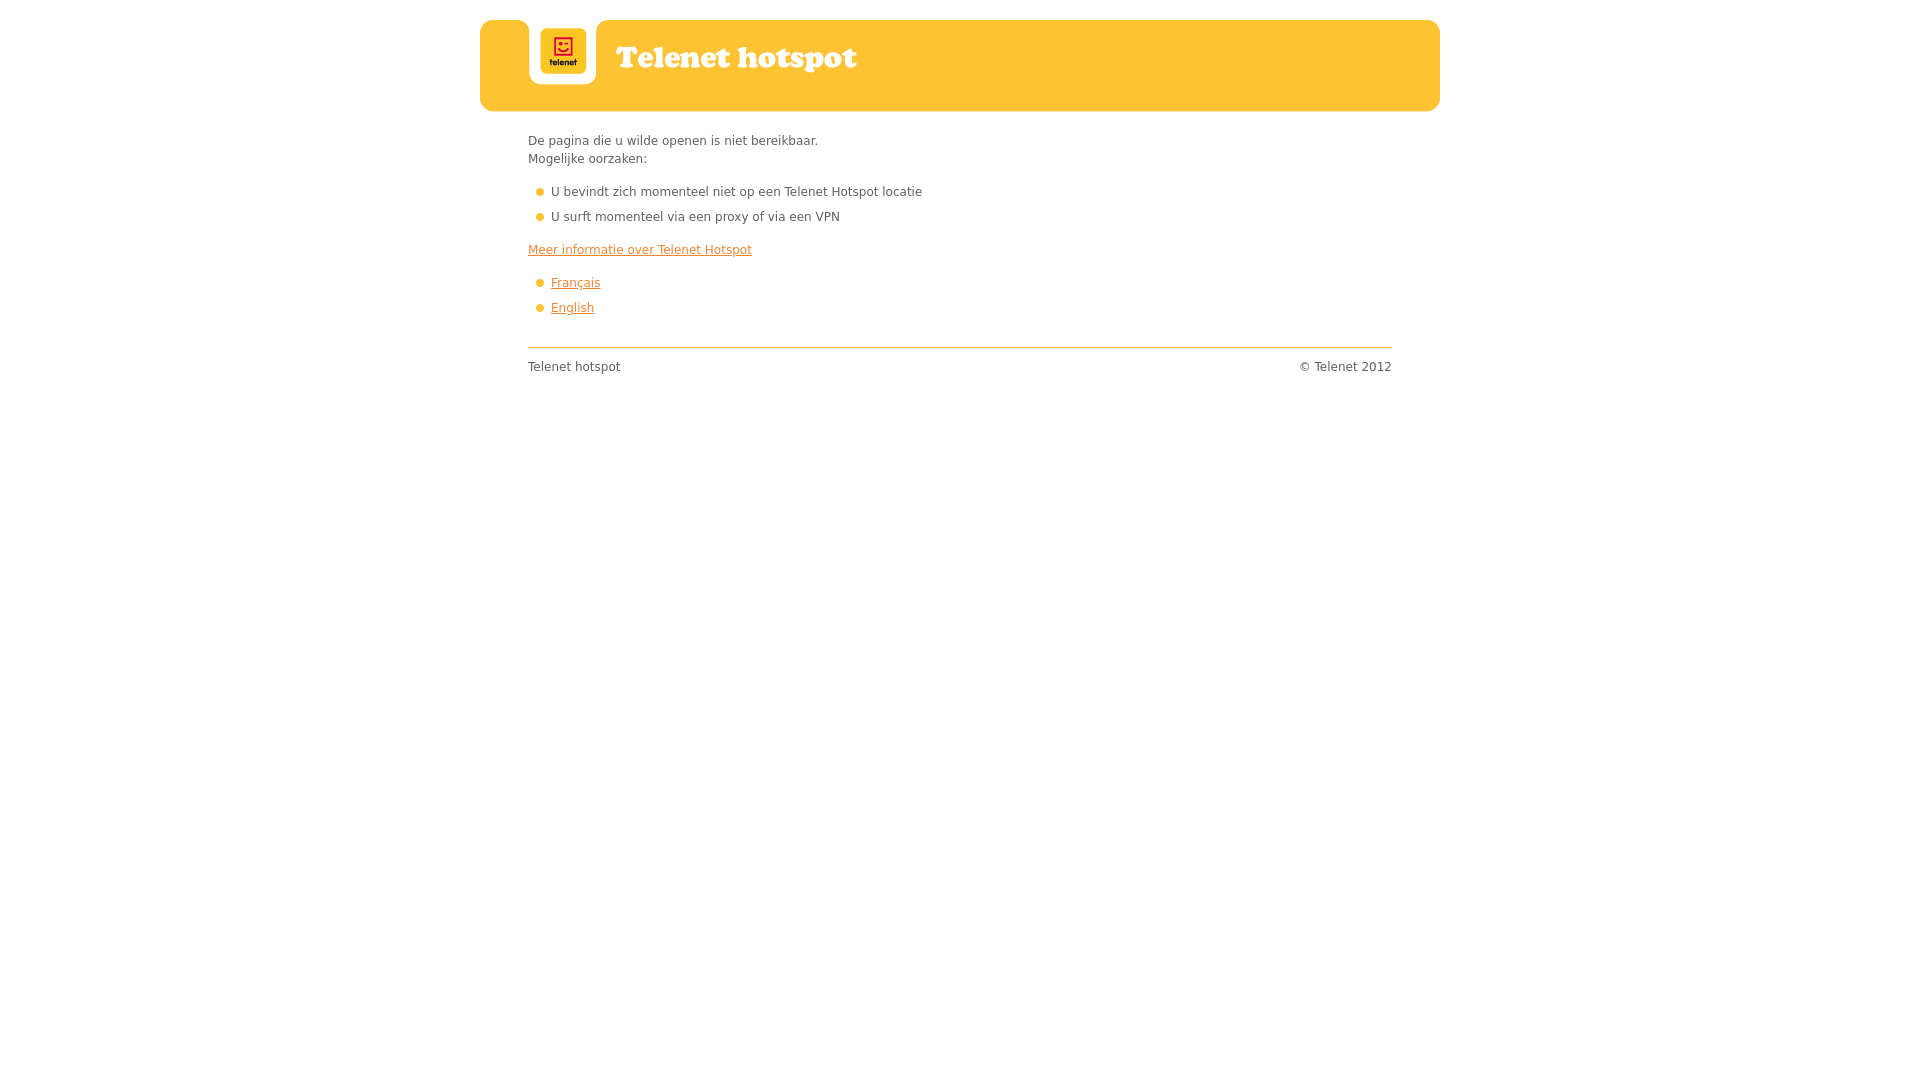 telenet
Telenet hotspot
De pagina die u wilde openen is niet bereikbaar.
Mogelijke oorzaken:
U bevindt zich momenteel niet op een Telenet Hotspot locatie
U surft momenteel via een proxy of via een VPN
Meer informatie over Telenet Hotspot
Français
English
Telenet hotspot
© Telenet 2012